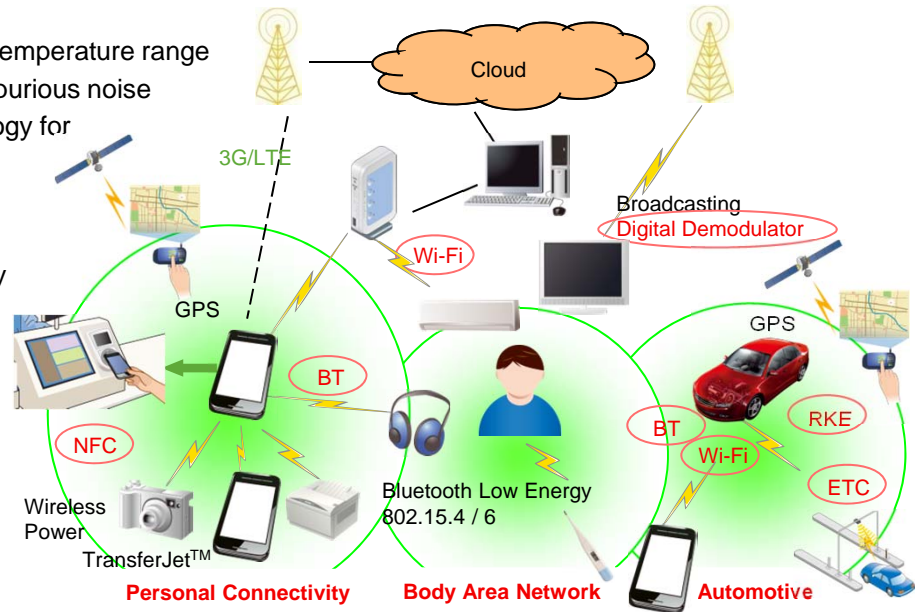 emperature range
ourious noise
ogy for
y
Cloud
3G/LTE
Broadcasting
Digital Demodulator
Wi-Fi
GPS
GPS
BT
BT
RKE
Wi-Fi
NFC
ETC
Bluetooth Low Energy
802.15.4 / 6
Wireless
Power
TransferJet™
Personal Connectivity
Body Area Network
Automotive